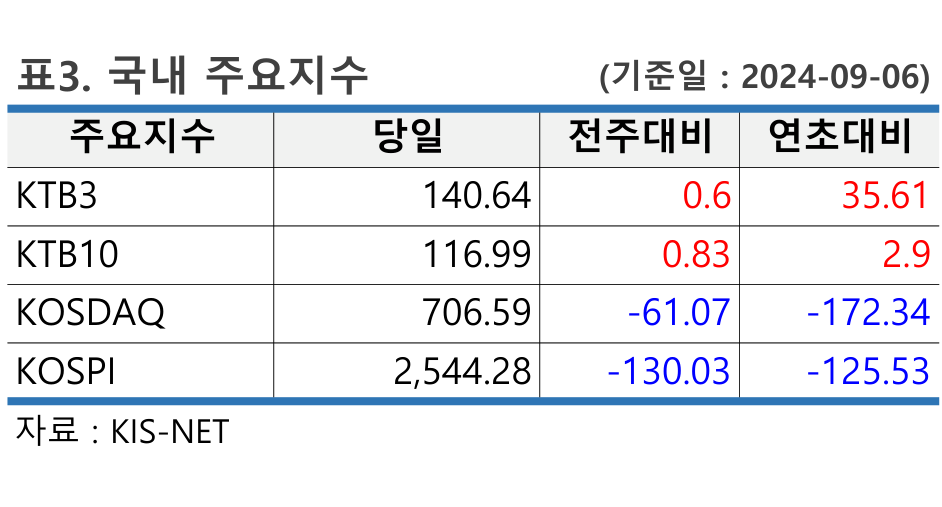 표3. 국내 주요지수 (기준일 : 2024-09-06)
주요지수 당일 전주대비 연초대비
KTB3 140.64 0.6 35.61
KTB10 116.99 0.83 2.9
KOSDAQ 706.59 -61.07 -172.34
KOSPI 2,544.28 -130.03 -125.53
자료 : KIS-NET